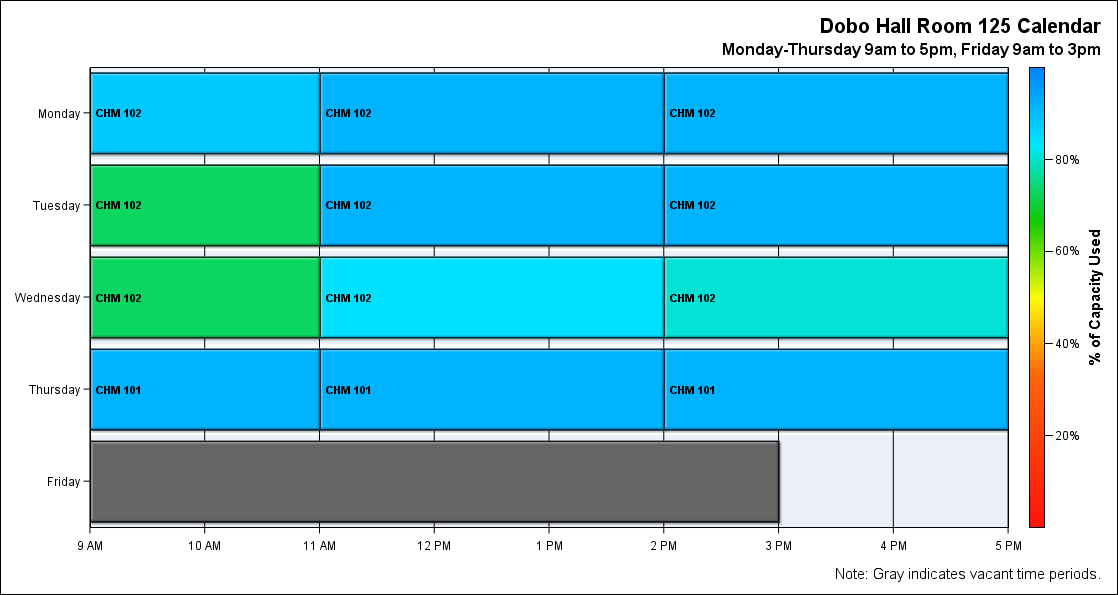 Dobo Hall Room 125 Calendar
Monday-Thursday 9am to 5pm, Friday 9am to 3pm
Monday
CHM 102
CHM 102
CHM 102
Tuesday
CHM 102
CHM 102
CHM 102
Wednesday
CHM 102
CHM 102
CHM 102
Thursday
CHM 101
CHM 101
CHM 101
Friday
9 AM
10 AM
11 AM
12 PM
1 PM
2 PM
3 PM
4 PM
5 PM
80%
60%
40%
20%
% of Capacity Used
Note: Gray indicates vacant time periods.